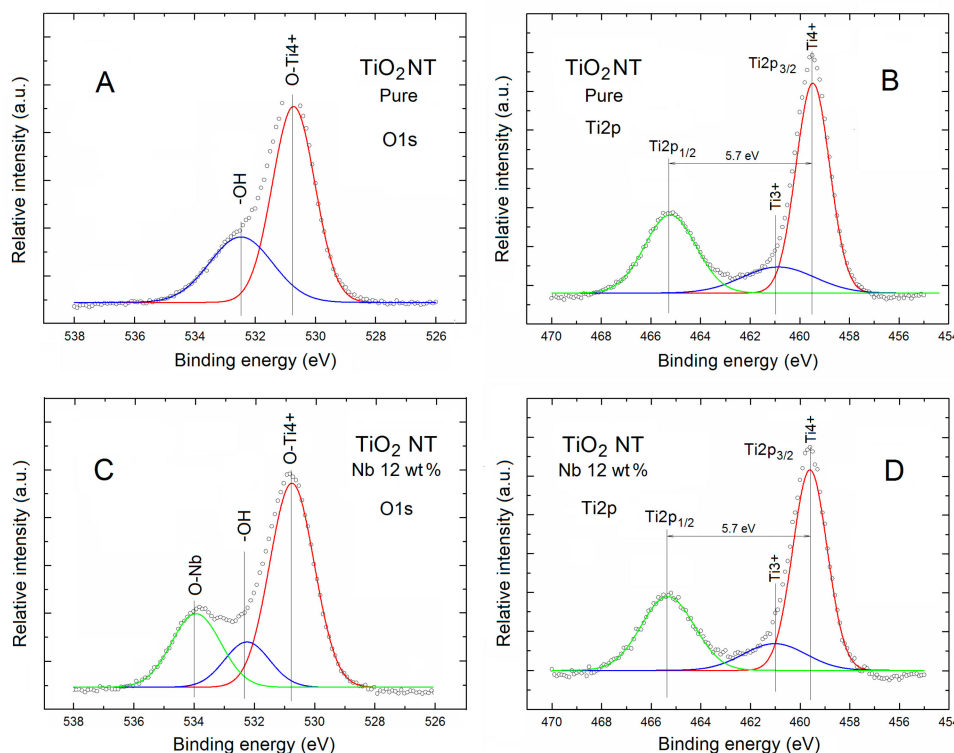 Relative intensity (a.u.)
A
-OH
O-Ti4+
TiO₂NT
Pure
O1s
538 536 534 532 530 528 526
Binding energy (eV)
Relative intensity (a.u.)
TiO₂NT
Pure
Ti2p
Ti2p₁/₂
5.7 eV
Ti2p₃/₂
Ti3+
Ti4+
B
470 468 466 464 462 460 458 456 454
Binding energy (eV)
Relative intensity (a.u.)
C
O-Nb
-OH
O-Ti4+
TiO₂ NT
Nb 12 wt%
O1s
538 536 534 532 530 528 526
Binding energy (eV)
Relative intensity (a.u.)
TiO₂ NT
Nb 12 wt%
Ti2p
Ti2p₁/₂
5.7 eV
Ti2p₃/₂
Ti3+
Ti4+
D
470 468 466 464 462 460 458 456 454
Binding energy (eV)